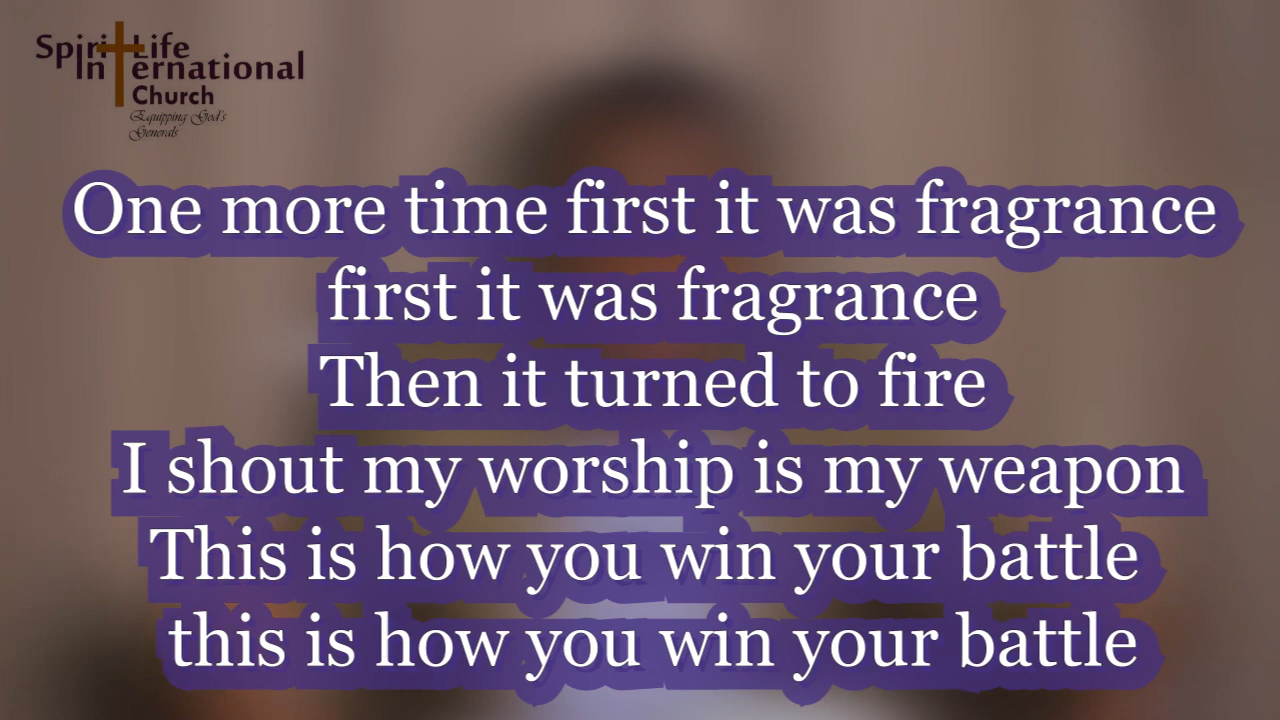 Spirit Life
International
Church
Equipping God's
Generals
One more time first it was fragrance
first it was fragrance
Then it turned to fire
I shout my worship is my weapon
This is how you win your battle
this is how you win your battle